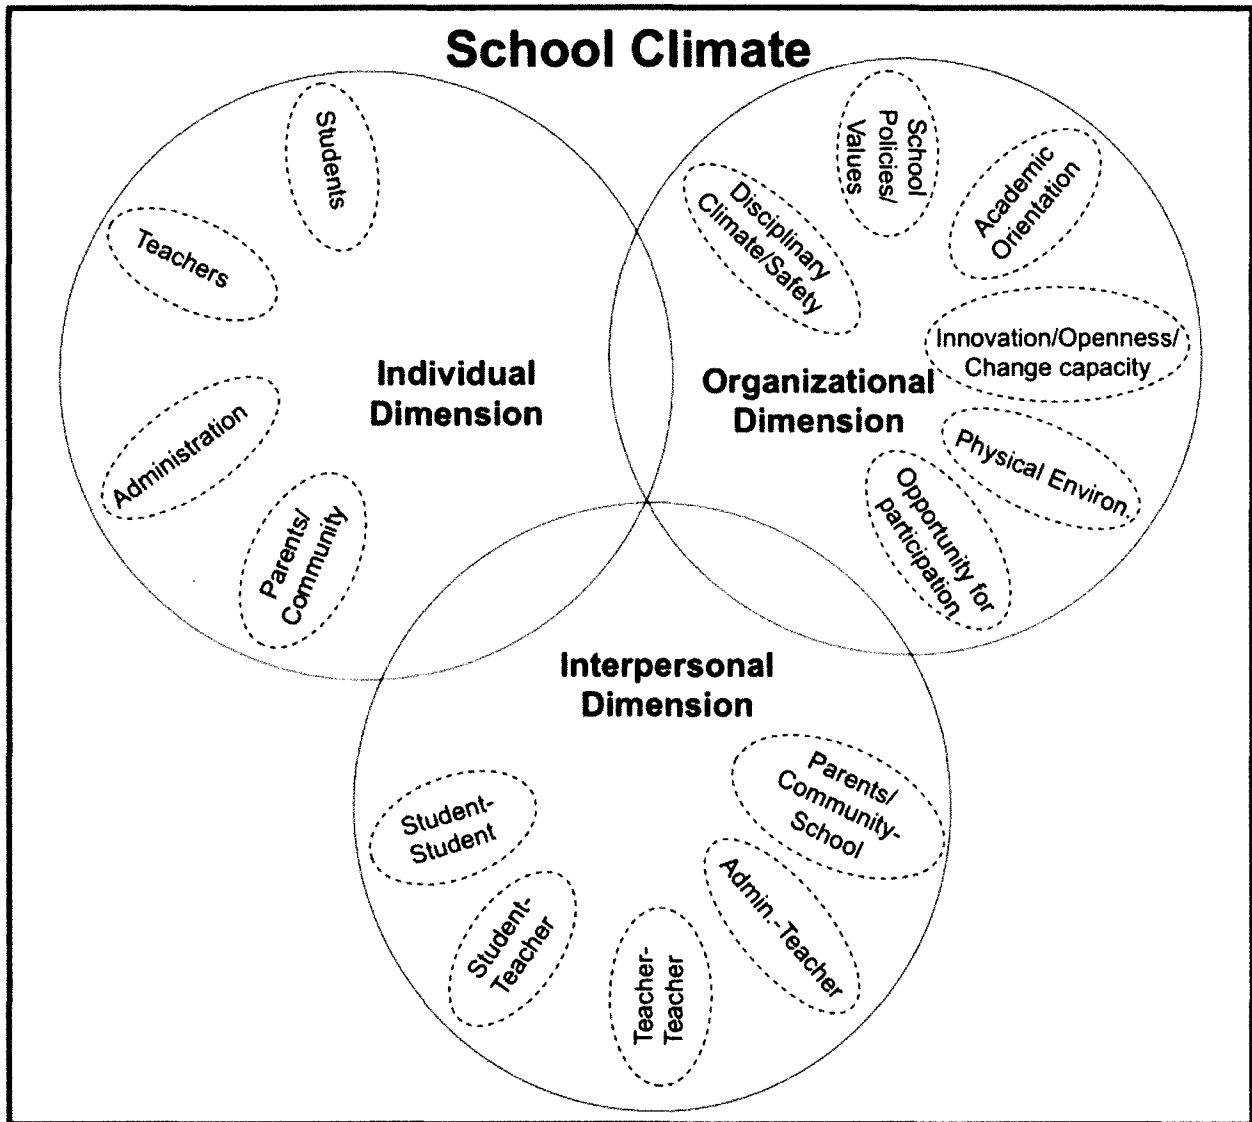 School Climate
Students
Teachers
Administration
Parents/
Community
Individual
Dimension
School
Policies/
Values
Academic
Orientation
Disciplinary
Climate/Safety
Innovation/Openness/
Change capacity
Organizational
Dimension
Physical Environ.
Opportunity for
participation
Interpersonal
Dimension
Student-
Student
Student-
Teacher
Teacher-
Teacher
Admin.-Teacher
Parents/
Community-
School